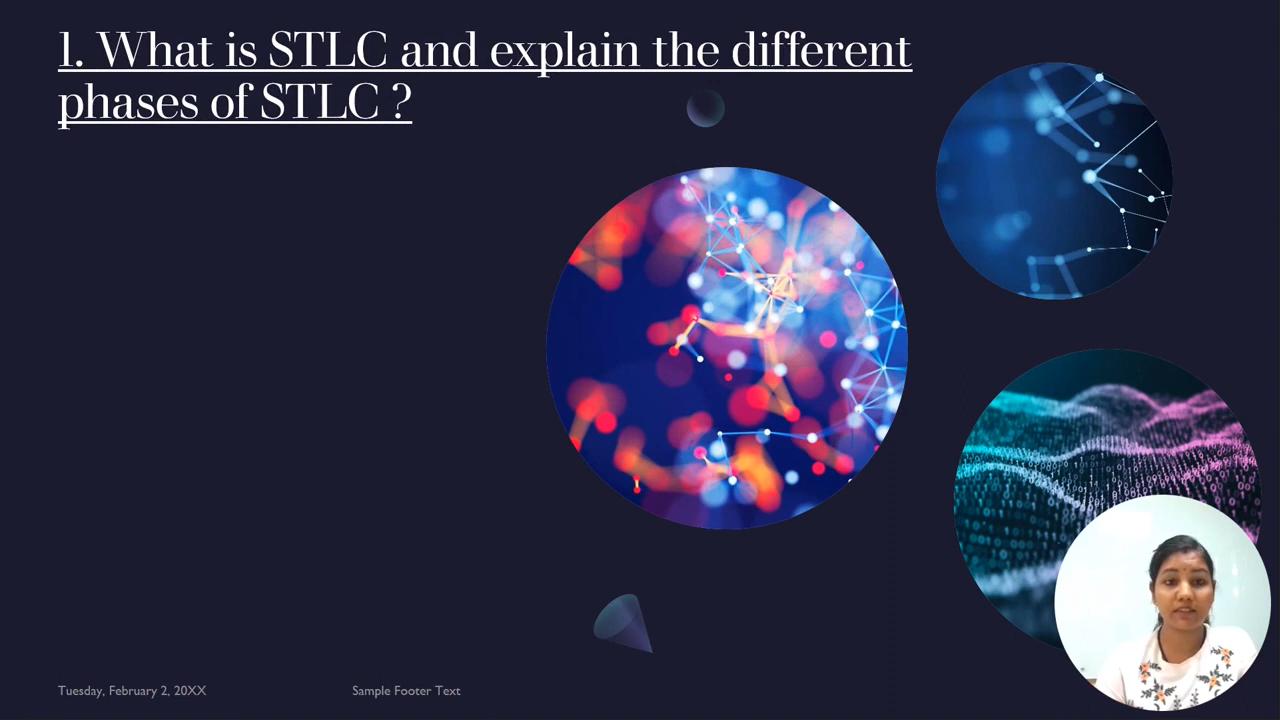 1. What is STLC and explain the different
phases of STLC ?
Tuesday, February 2, 20XX
Sample Footer Text